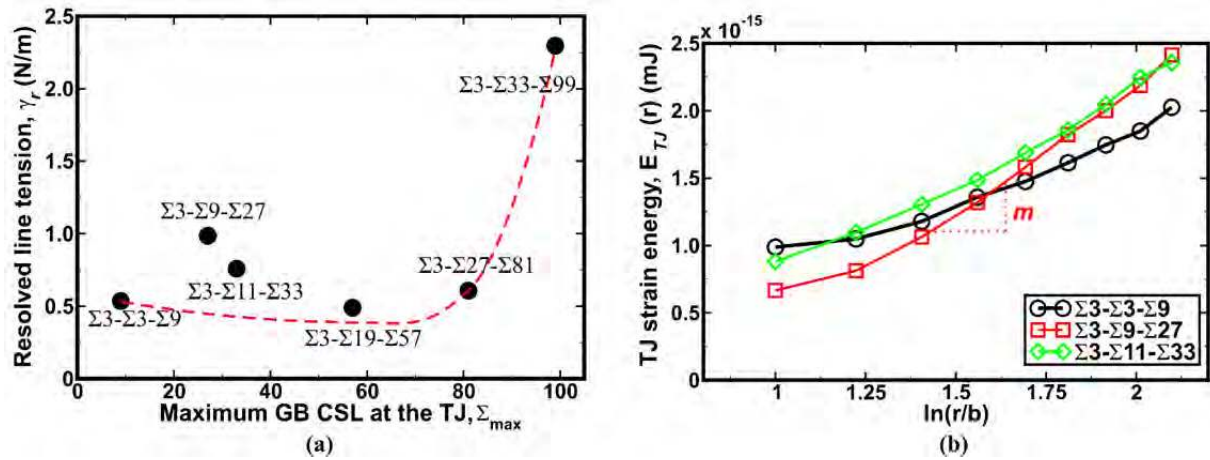 2.5
2.0
1.5
1.0
0.5
0
0
20
40
60
80
100
Resolved line tension, γr (N/m)
Maximum GB CSL at the TJ, Σmax
Σ3-Σ33-Σ99
Σ3-Σ9-Σ27
Σ3-Σ11-Σ33
Σ3-Σ27-Σ81
Σ3-Σ3-Σ9
Σ3-Σ19-Σ57
(a)
x 10-15
2.5
2.0
1.5
1.0
0.5
0
1
1.25
1.5
1.75
2
TJ strain energy, ETJ (r) (mJ)
ln(r/b)
m
Σ3-Σ3-Σ9
Σ3-Σ9-Σ27
Σ3-Σ11-Σ33
(b)